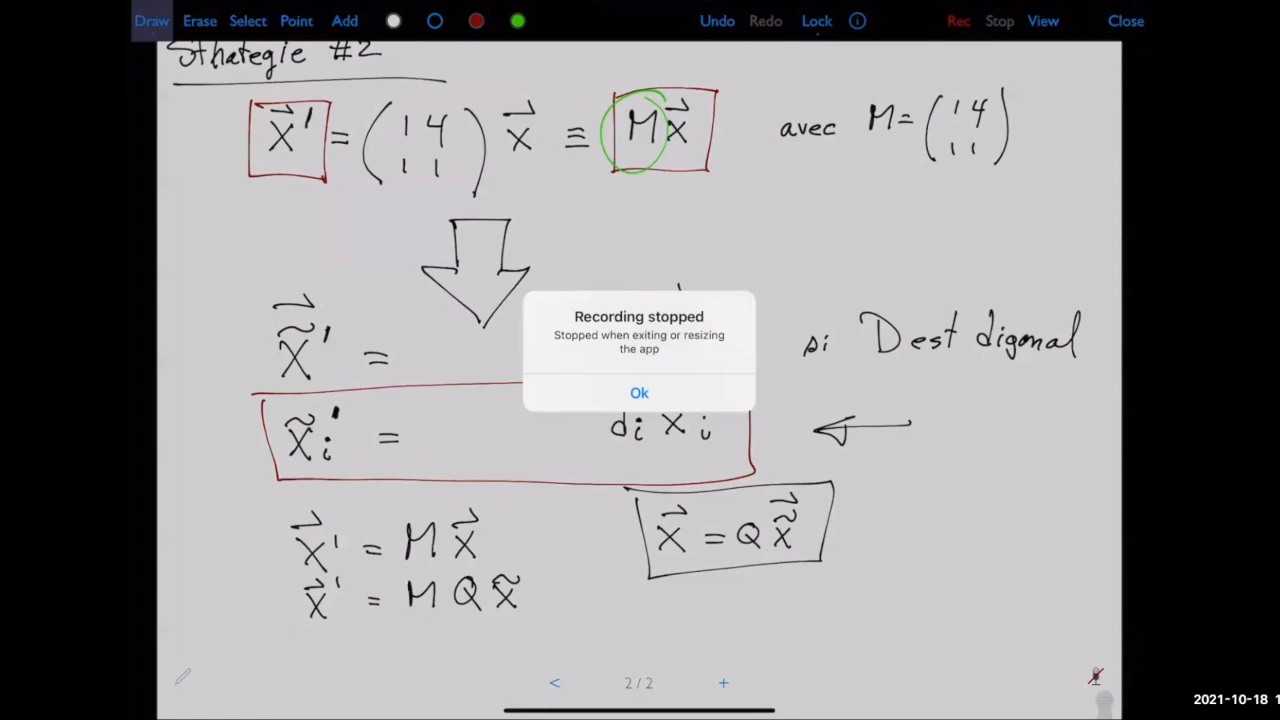 Draw Erase Select Point Add Undo Redo Lock Rec Stop View Close
Strategie #2
X⃗' = (1 4; 1 1) X⃗ ≡ MX⃗ avec M = (1 4; 1 1)
X̃⃗' = si D est digonal
Recording stopped
Stopped when exiting or resizing
the app
Ok
X̃i' = di Xi
X⃗' = M X⃗
X⃗ = Q X̃⃗
X⃗' = M Q X̃
< 2 / 2 +
2021-10-18 1